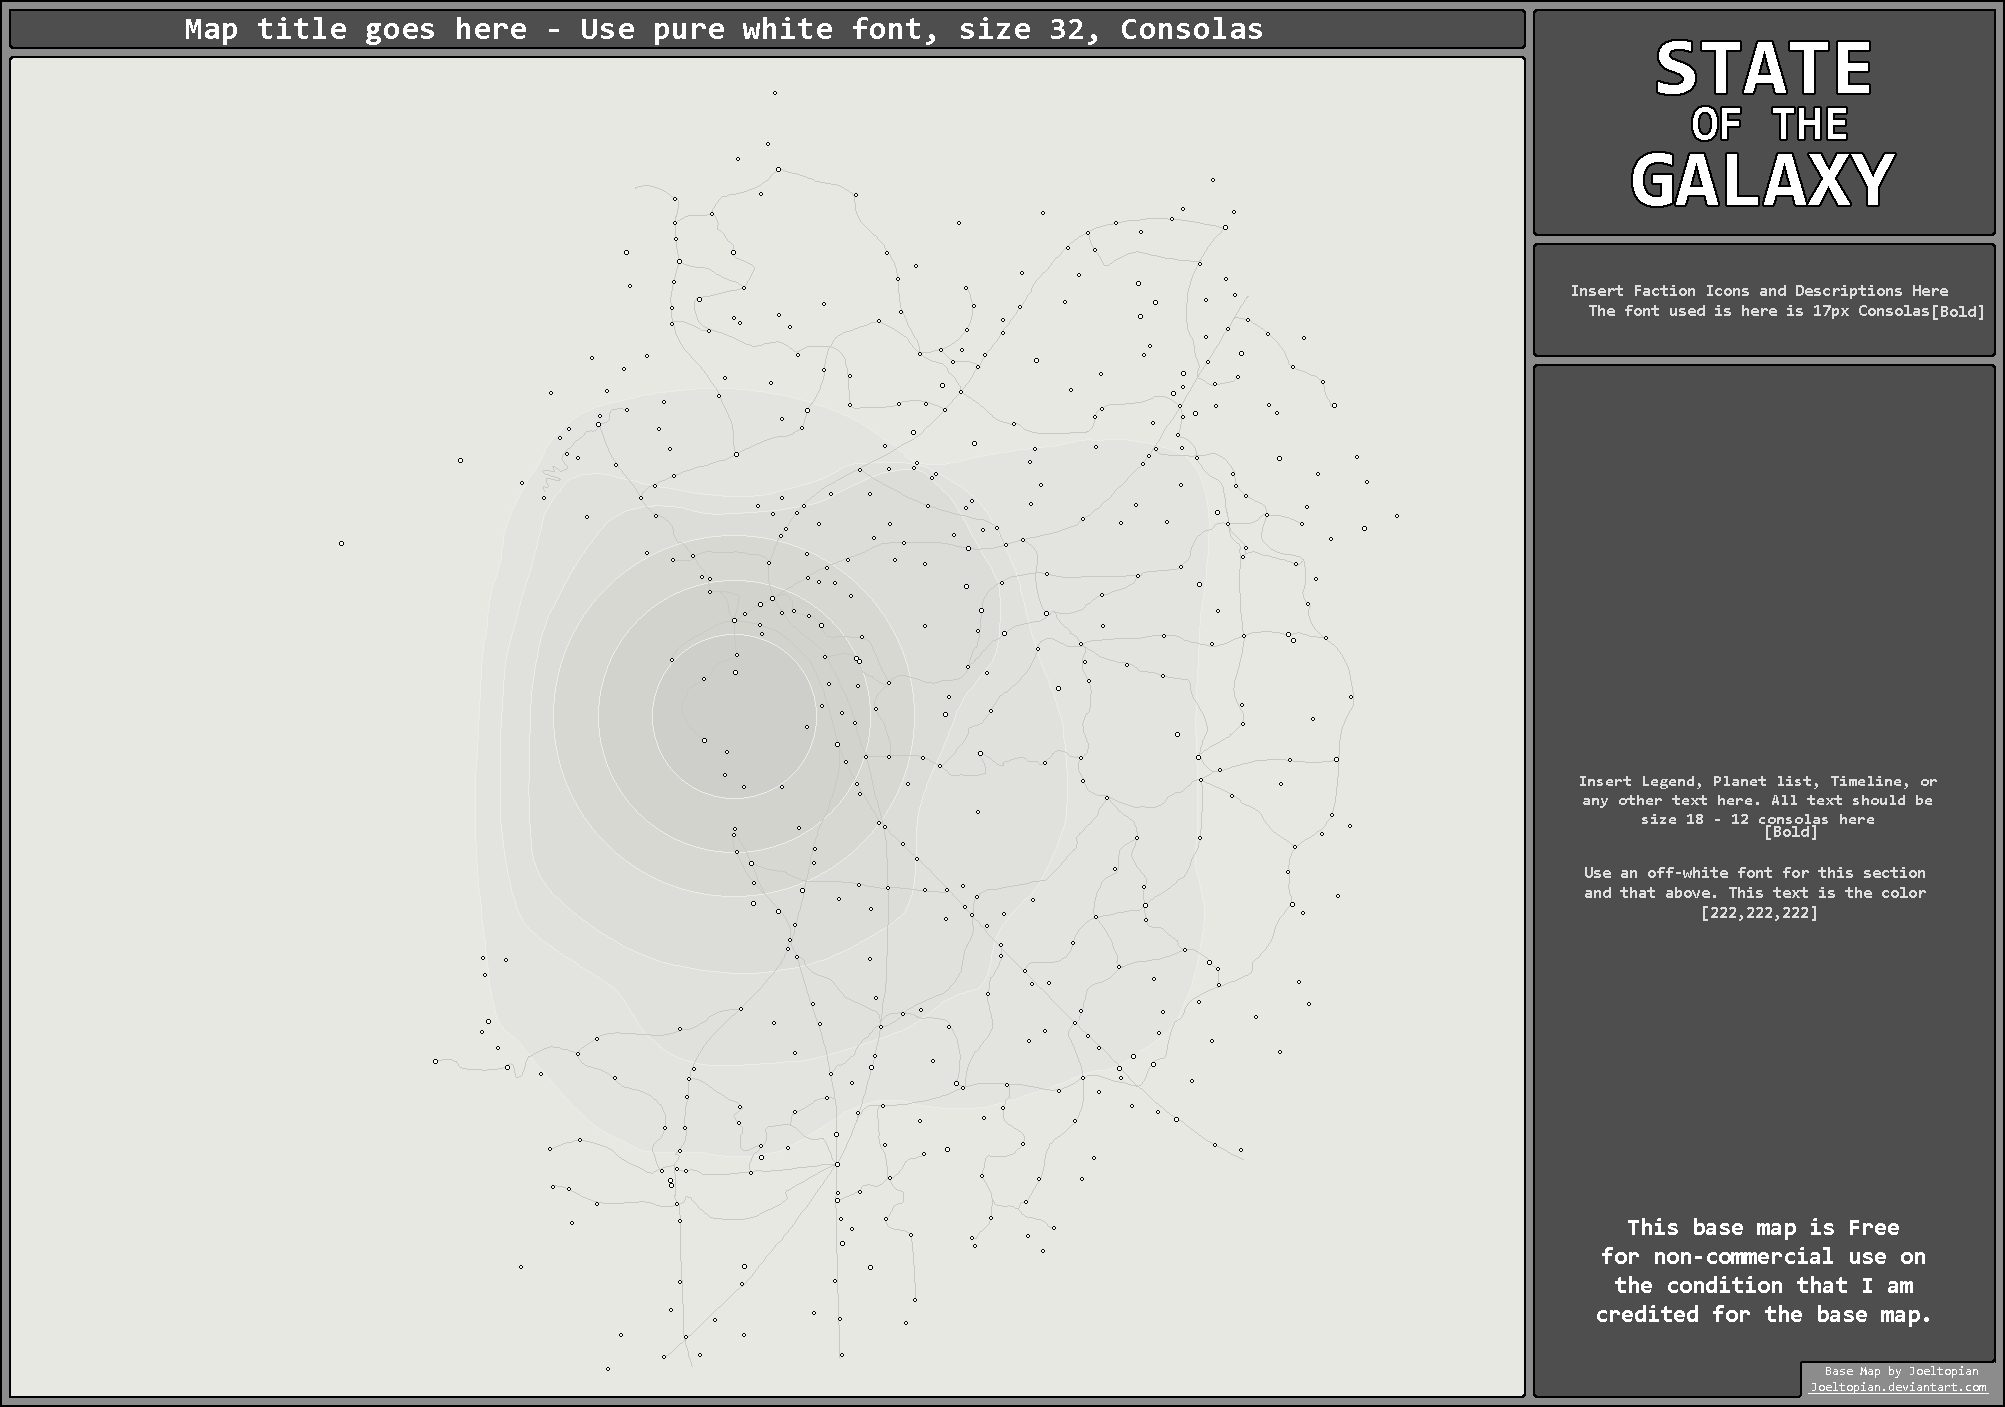 Map title goes here - Use pure white font, size 32, Consolas
STATE
OF THE
GALAXY
Insert Faction Icons and Descriptions Here
The font used is here is 17px Consolas[Bold]
Insert Legend, Planet list, Timeline, or
any other text here. All text should be
size 18 - 12 consolas here
[Bold]
Use an off-white font for this section
and that above. This text is the color
[222,222,222]
This base map is Free
for non-commercial use on
the condition that I am
credited for the base map.
Base Map by Joeltopian
Joeltopian.deviantart.com